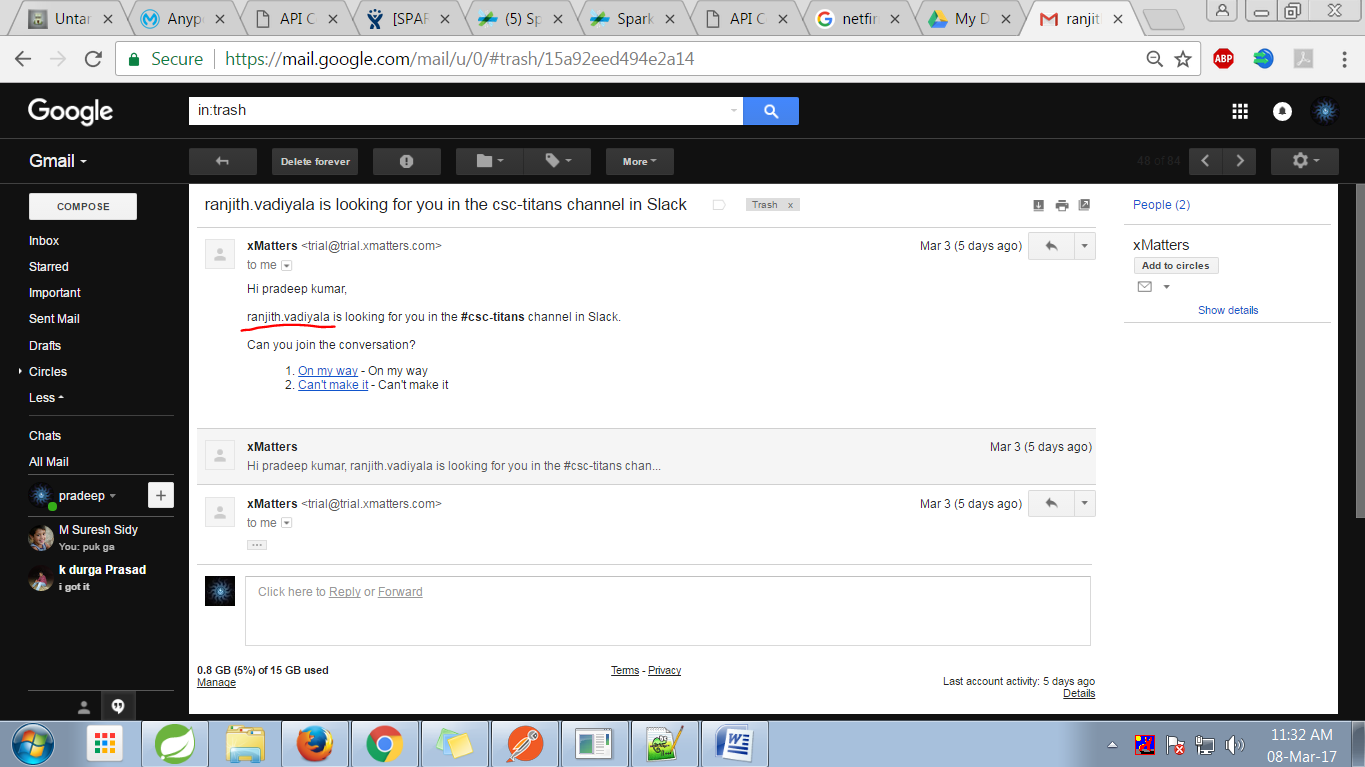 Untar
Anyp
API C
[SPAR
(5) Sp
Spark
API C
netfir
My D
ranjit
Secure https://mail.google.com/mail/u/0/#trash/15a92eed494e2a14
ABP
Google
in:trash
Gmail
Delete forever
More
48 of 84
COMPOSE
Inbox
Starred
Important
Sent Mail
Drafts
Circles
Less
Chats
All Mail
pradeep
M Suresh Sidy
You: puk ga
k durga Prasad
i got it
ranjith.vadiyala is looking for you in the csc-titans channel in Slack
Trash x
xMatters <trial@trial.xmatters.com>
Mar 3 (5 days ago)
to me
Hi pradeep kumar,
ranjith.vadiyala is looking for you in the #csc-titans channel in Slack.
Can you join the conversation?
1. On my way - On my way
2. Can't make it - Can't make it
xMatters
Mar 3 (5 days ago)
Hi pradeep kumar, ranjith.vadiyala is looking for you in the #csc-titans chan...
xMatters <trial@trial.xmatters.com>
Mar 3 (5 days ago)
to me
Click here to Reply or Forward
0.8 GB (5%) of 15 GB used
Manage
Terms - Privacy
Last account activity: 5 days ago
Details
People (2)
xMatters
Add to circles
Show details
11:32 AM
08-Mar-17